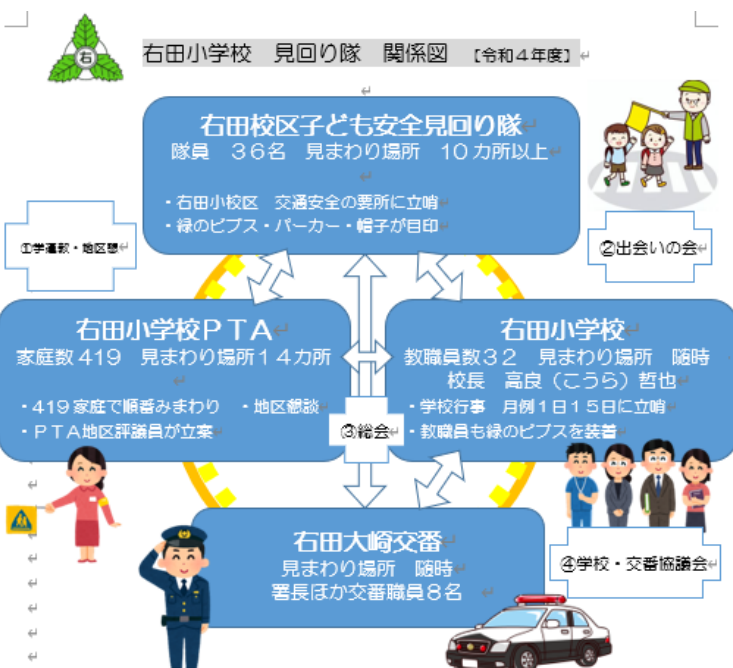 右田小学校 見回り隊 関係図 【令和4年度】
右
右田校区子ども安全見回り隊
隊員 36名 見まわり場所 10カ所以上
・右田小校区 交通安全の要所に立哨
・緑のビブス・パーカー・帽子が目印
①学運教・地区懇
②出会いの会
右田小学校PTA
家庭数419 見まわり場所14カ所
・419家庭で順番みまわり ・地区懇談
・PTA地区評議員が立案
右田小学校
教職員数32 見まわり場所 随時
校長 高良(こうら)哲也
・学校行事 月例1日15日に立哨
・教職員も緑のビブスを装着
③総会
右田大崎交番
見まわり場所 随時
署長ほか交番職員8名
④学校・交番協議会